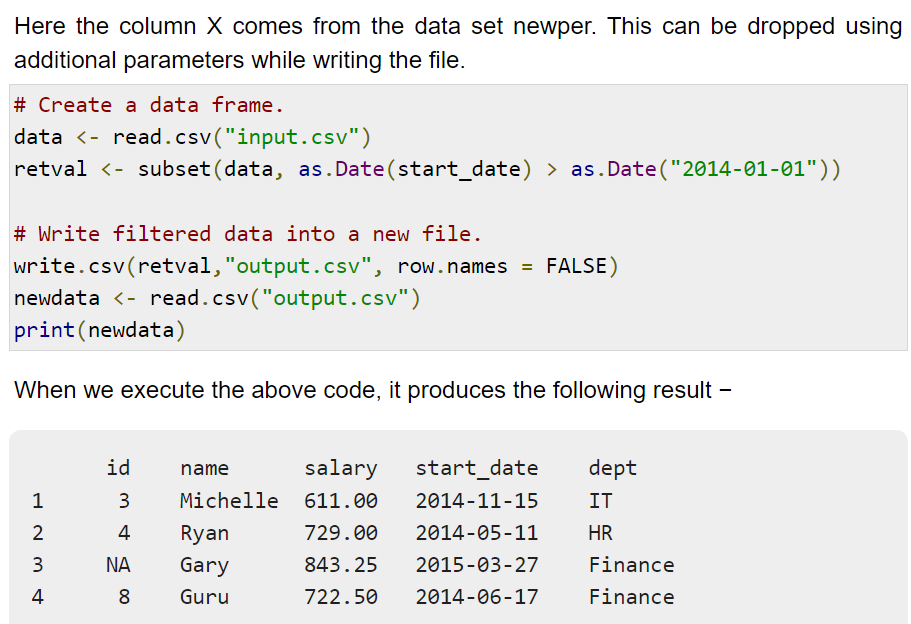 Here the column X comes from the data set newper. This can be dropped using
additional parameters while writing the file.
# Create a data frame.
data <- read.csv("input.csv")
retval <- subset(data, as.Date(start_date) > as.Date("2014-01-01"))
# Write filtered data into a new file.
write.csv(retval,"output.csv", row.names = FALSE)
newdata <- read.csv("output.csv")
print(newdata)
When we execute the above code, it produces the following result −
id name salary start_date dept
1 3 Michelle 611.00 2014-11-15 IT
2 4 Ryan 729.00 2014-05-11 HR
3 NA Gary 843.25 2015-03-27 Finance
4 8 Guru 722.50 2014-06-17 Finance